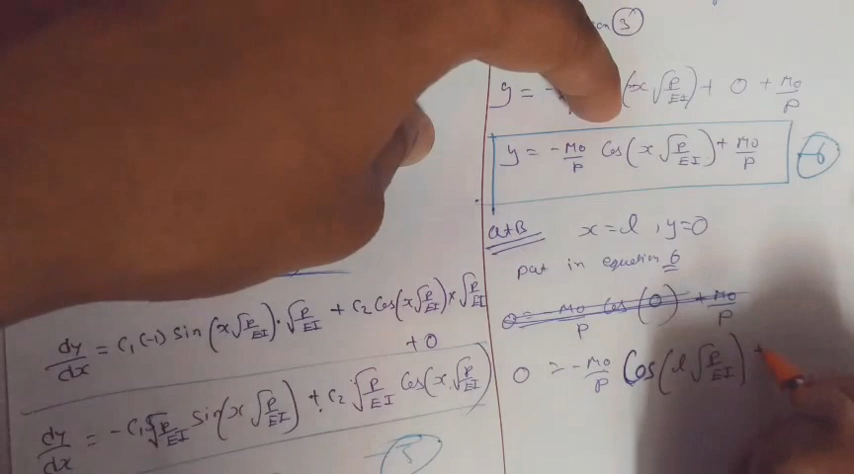 dy/dx = C₁(-1) sin(x√P/EI)·√P/EI + C₂ Cos(x√P/EI)×√P/EI
+0
dy/dx = -C₁√P/EI sin(x√P/EI) + C₂√P/EI Cos(x√P/EI)
5
3
y = - (x√P/EI) + 0 + Mo/P
y = -Mo/P Cos(x√P/EI) + Mo/P -6
at B x=l, y=0
put in equation 6
0 = -Mo/P Cos(0) + Mo/P
0 = -Mo/P Cos(l√P/EI) +